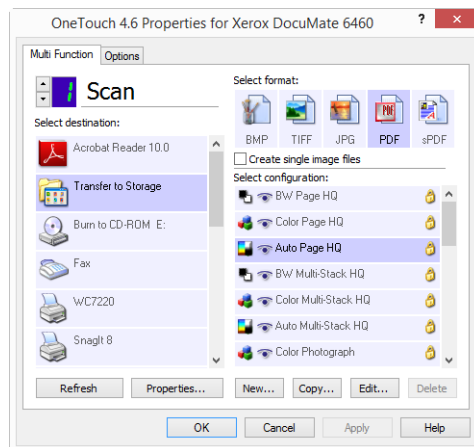 OneTouch 4.6 Properties for Xerox DocuMate 6460
?
Multi Function
Options
1
Scan
Select destination:
Acrobat Reader 10.0
Transfer to Storage
Burn to CD-ROM E:
Fax
WC7220
SnagIt 8
Refresh
Properties...
Select format:
BMP
TIFF
JPG
PDF
sPDF
Create single image files
Select configuration:
BW Page HQ
Color Page HQ
Auto Page HQ
BW Multi-Stack HQ
Color Multi-Stack HQ
Auto Multi-Stack HQ
Color Photograph
New...
Copy...
Edit...
Delete
OK
Cancel
Apply
Help